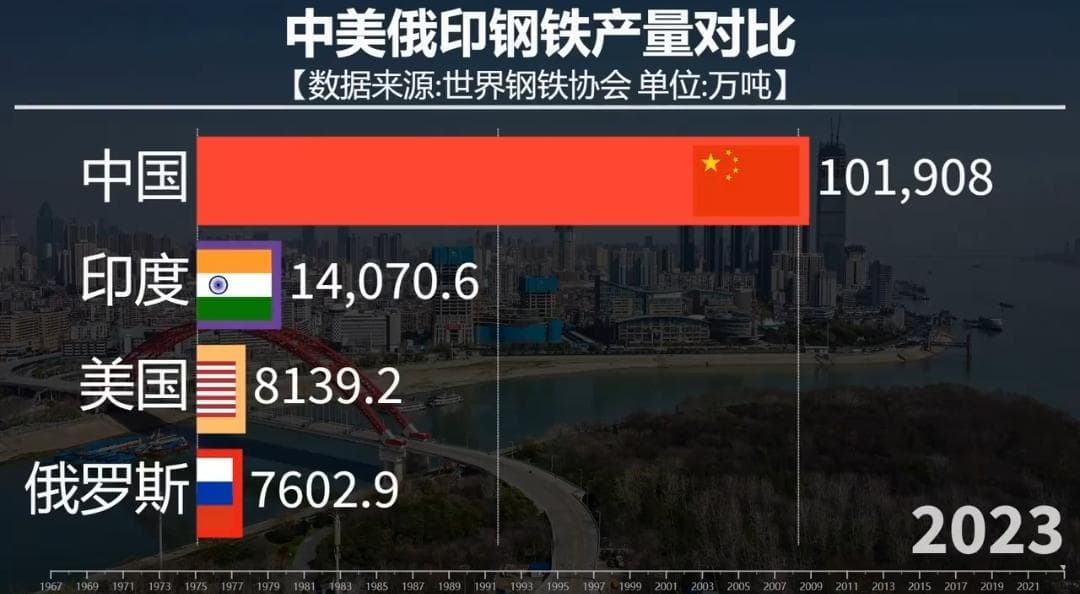 中美俄印钢铁产量对比
【数据来源:世界钢铁协会 单位:万吨】
中国 101,908
印度 14,070.6
美国 8139.2
俄罗斯 7602.9
2023
1967 1969 1971 1973 1975 1977 1979 1981 1983 1985 1987 1989 1991 1993 1995 1997 1999 2001 2003 2005 2007 2009 2011 2013 2015 2017 2019 2021